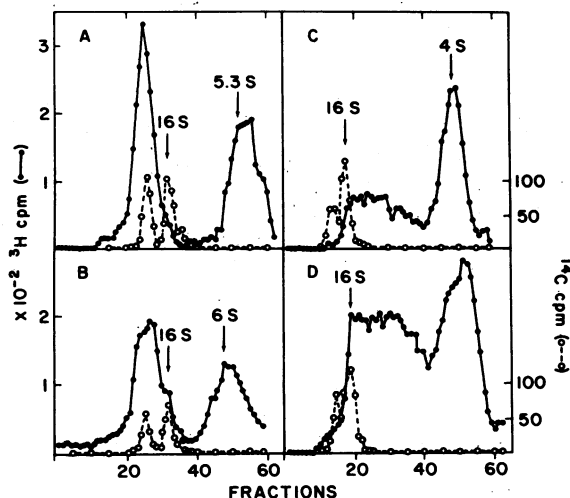 A
C
4 S
3
5.3 S
16 S
16 S
2
1
100
50
B
D
16 S
6 S
16 S
2
1
100
50
20 40 60 20 40 60
FRACTIONS
X 10-2 3H cpm (•—•)
14C cpm (o--o)